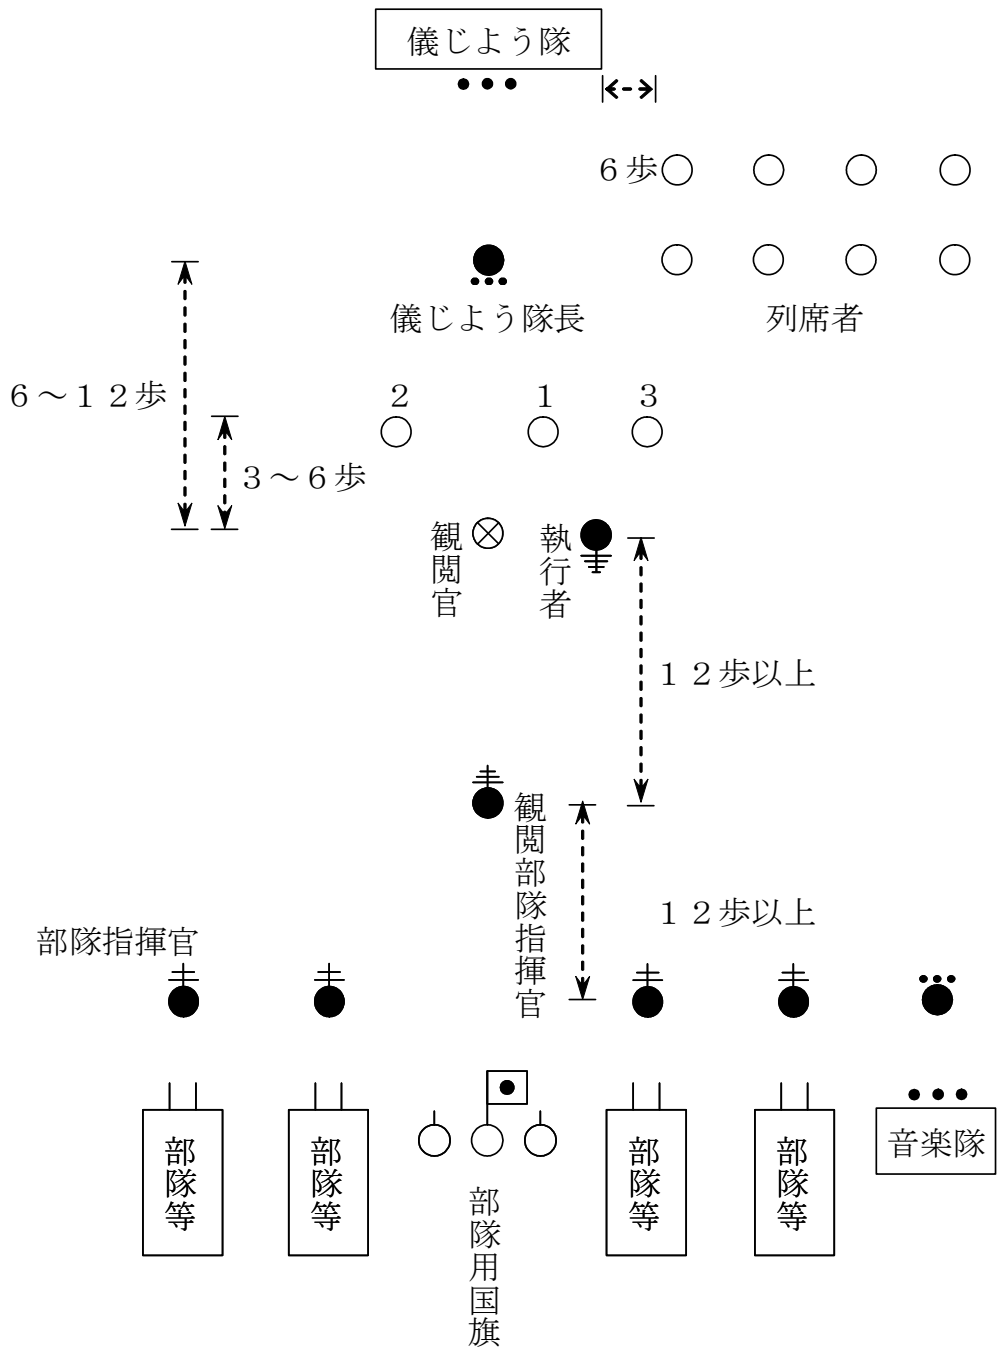 儀じよう隊
６歩
儀じよう隊長
列席者
６～１２歩
２
１
３
３～６歩
観閲官
執行者
１２歩以上
観閲部隊指揮官
１２歩以上
部隊指揮官
部隊等
部隊等
部隊等
部隊等
音楽隊
部隊用国旗